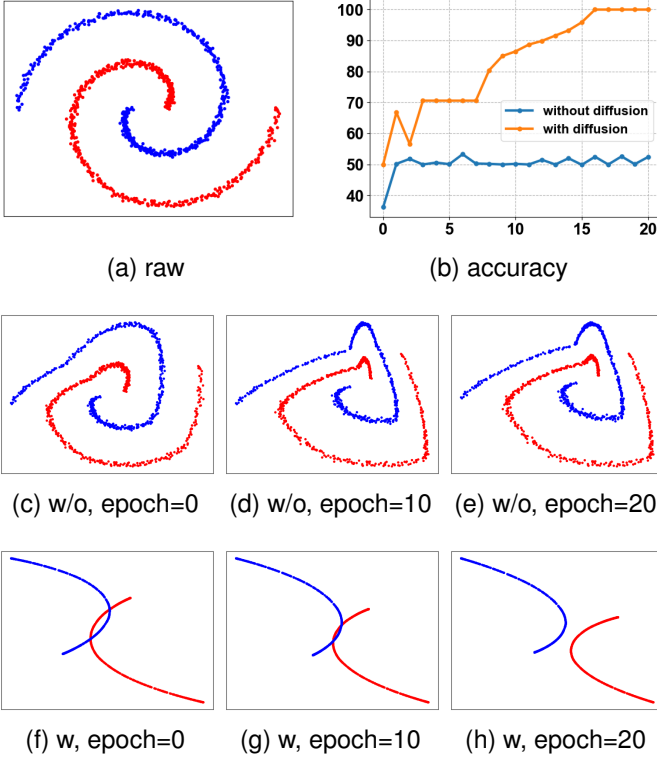 100
90
80
70
60
50
40
without diffusion
with diffusion
0 5 10 15 20
(a) raw
(b) accuracy
(c) w/o, epoch=0
(d) w/o, epoch=10
(e) w/o, epoch=20
(f) w, epoch=0
(g) w, epoch=10
(h) w, epoch=20